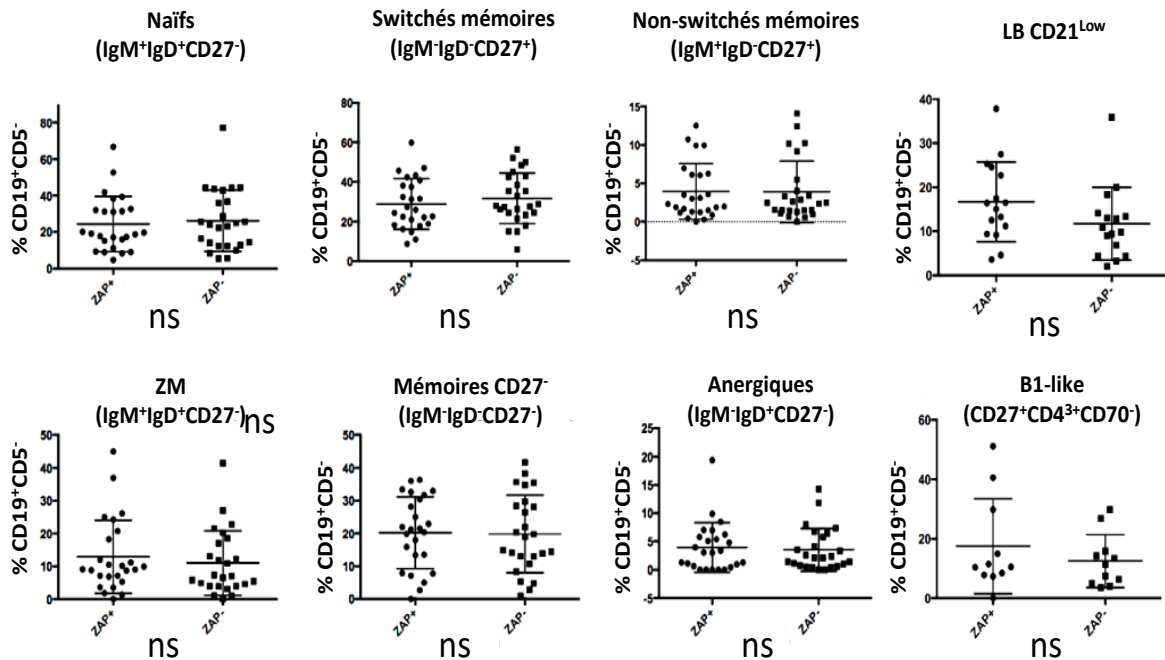 Naïfs
(IgM⁺IgD⁺CD27⁻)
% CD19⁺CD5⁻
80
60
40
20
0
ZAP+
ZAP-
ns
Switchés mémoires
(IgM⁻IgD⁻CD27⁺)
% CD19⁺CD5⁻
80
60
40
20
0
ZAP+
ZAP-
ns
Non-switchés mémoires
(IgM⁺IgD⁻CD27⁺)
% CD19⁺CD5⁻
15
10
5
0
-5
ZAP+
ZAP-
ns
LB CD21ᴸᵒʷ
% CD19⁺CD5⁻
40
30
20
10
0
ZAP+
ZAP-
ns
ZM
(IgM⁺IgD⁺CD27⁻)
ns
% CD19⁺CD5⁻
50
40
30
20
10
0
ZAP+
ZAP-
ns
Mémoires CD27⁻
(IgM⁻IgD⁻CD27⁻)
% CD19⁺CD5⁻
50
40
30
20
10
0
ZAP+
ZAP-
ns
Anergiques
(IgM⁻IgD⁺CD27⁻)
% CD19⁺CD5⁻
25
20
15
10
5
0
-5
ZAP+
ZAP-
ns
B1-like
(CD27⁺CD4³⁺CD70⁻)
% CD19⁺CD5⁻
60
40
20
0
ZAP+
ZAP-
ns